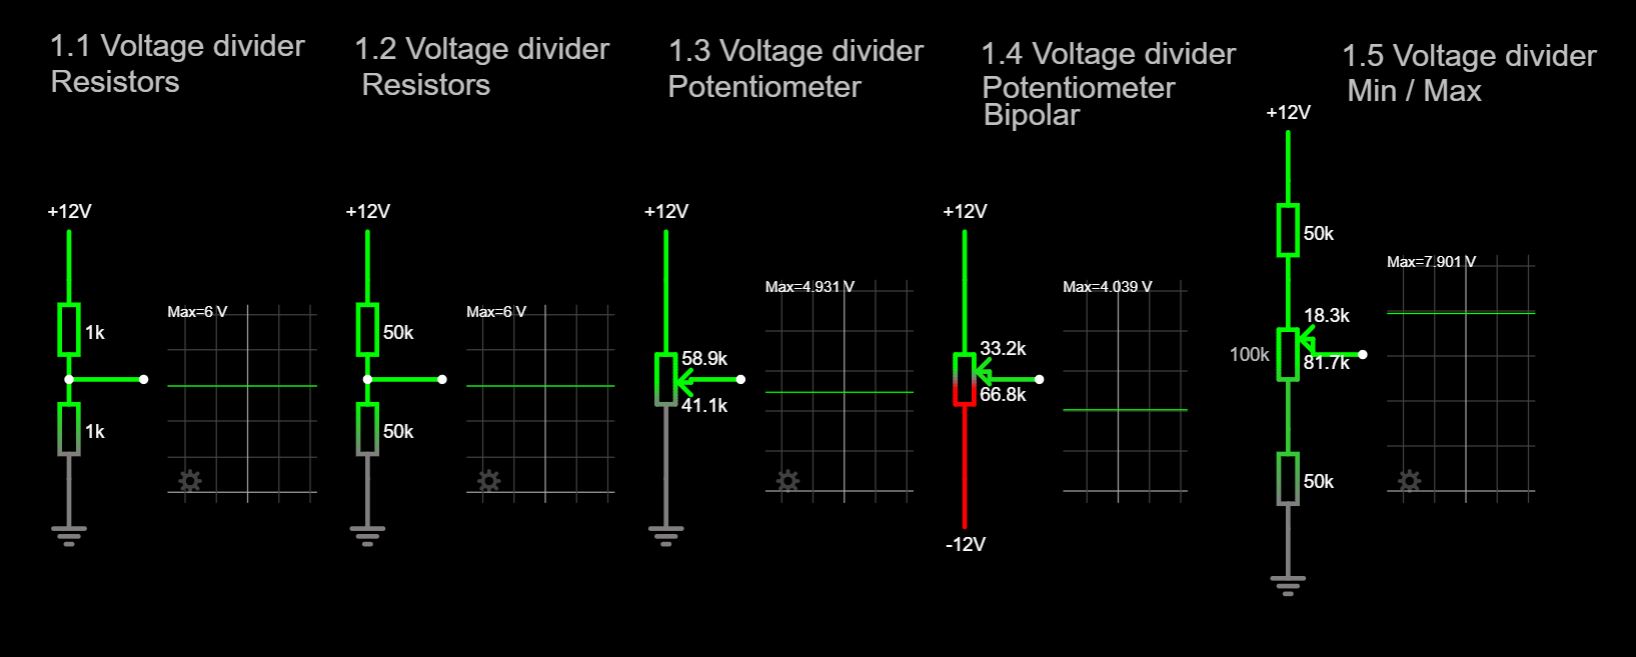 1.1 Voltage divider
Resistors
1.2 Voltage divider
Resistors
1.3 Voltage divider
Potentiometer
1.4 Voltage divider
Potentiometer
Bipolar
1.5 Voltage divider
Min / Max
+12V
1k
1k
Max=6 V
+12V
50k
50k
Max=6 V
+12V
58.9k
41.1k
Max=4.931 V
+12V
33.2k
66.8k
-12V
Max=4.039 V
+12V
50k
18.3k
100k
81.7k
50k
Max=7.901 V